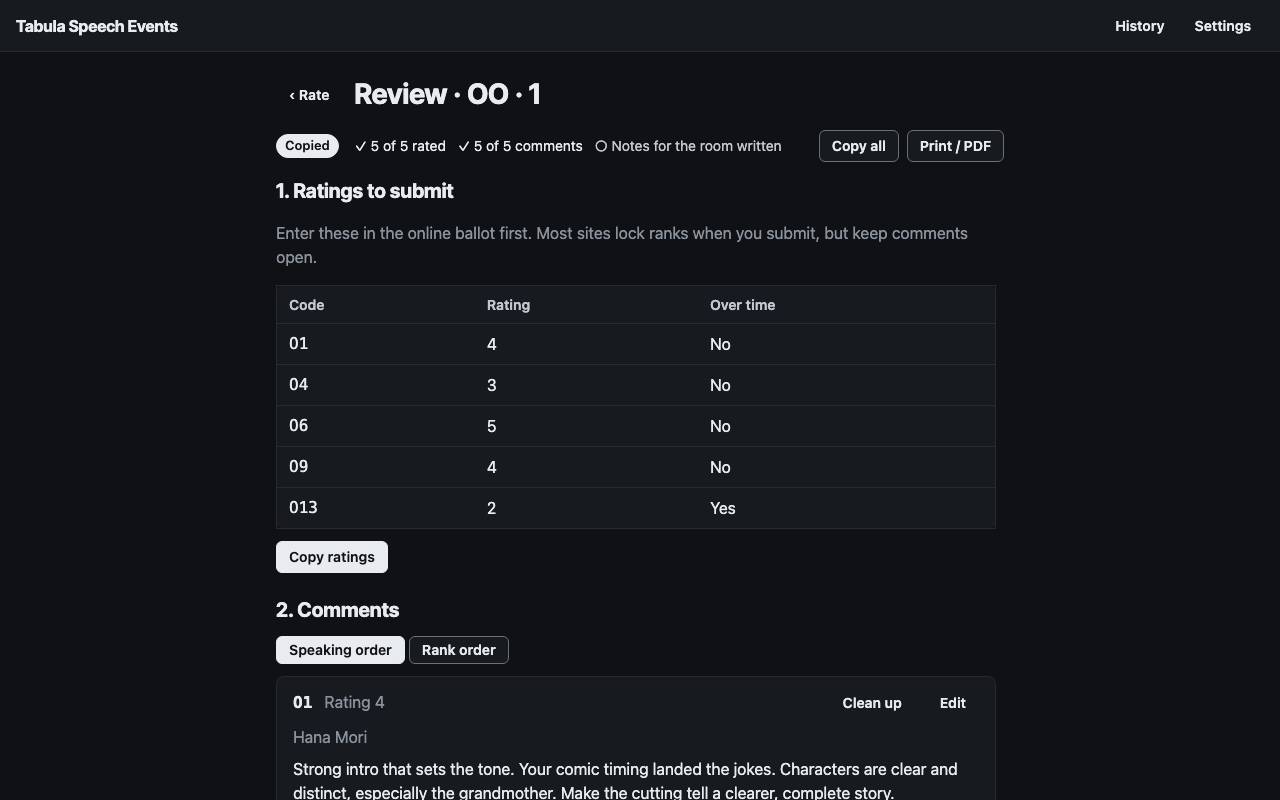 Tabula Speech Events
History
Settings
‹ Rate
Review · OO · 1
Copied
✓ 5 of 5 rated
✓ 5 of 5 comments
○ Notes for the room written
Copy all
Print / PDF
1. Ratings to submit
Enter these in the online ballot first. Most sites lock ranks when you submit, but keep comments
open.
Code Rating Over time
01 4 No
04 3 No
06 5 No
09 4 No
013 2 Yes
Copy ratings
2. Comments
Speaking order
Rank order
01 Rating 4
Clean up
Edit
Hana Mori
Strong intro that sets the tone. Your comic timing landed the jokes. Characters are clear and
distinct, especially the grandmother. Make the cutting tell a clearer, complete story.